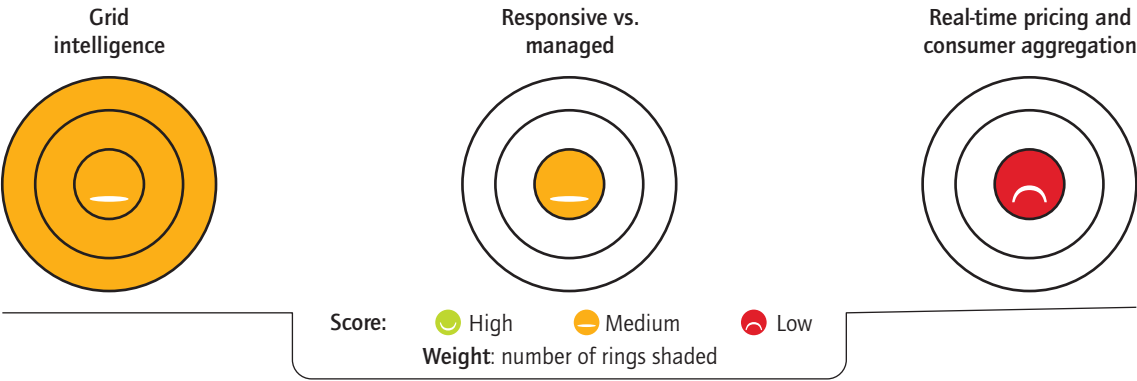 Grid
intelligence
Responsive vs.
managed
Real-time pricing and
consumer aggregation
Score: High Medium Low
Weight: number of rings shaded